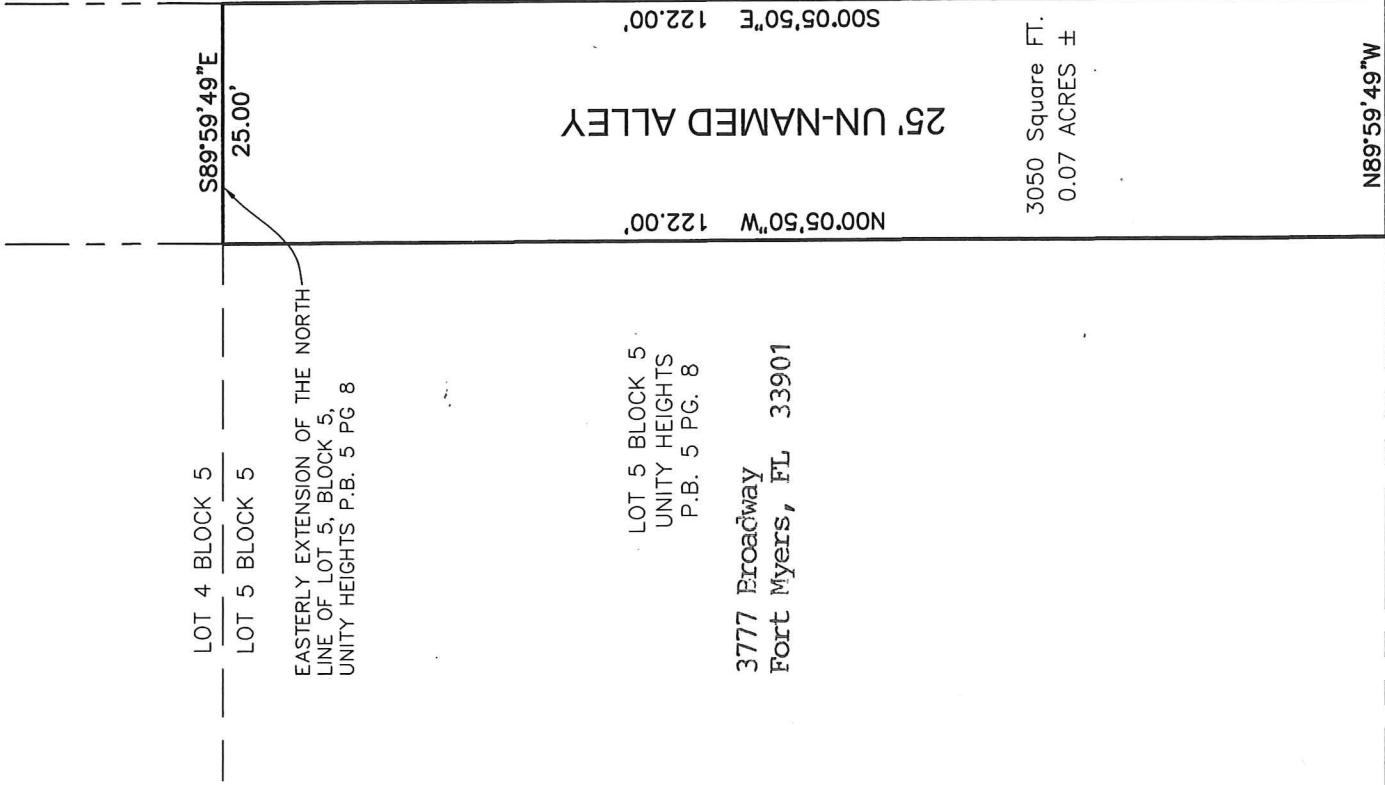 LOT 4 BLOCK 5
LOT 5 BLOCK 5
S89°59'49"E
25.00'
EASTERLY EXTENSION OF THE NORTH
LINE OF LOT 5, BLOCK 5,
UNITY HEIGHTS P.B. 5 PG 8
LOT 5 BLOCK 5
UNITY HEIGHTS
P.B. 5 PG. 8
3777 Broadway
Fort Myers, FL 33901
N00°05'50"W 122.00'
25' UN-NAMED ALLEY
S00°05'50"E 122.00'
3050 Square FT.
0.07 ACRES ±
N89°59'49"W